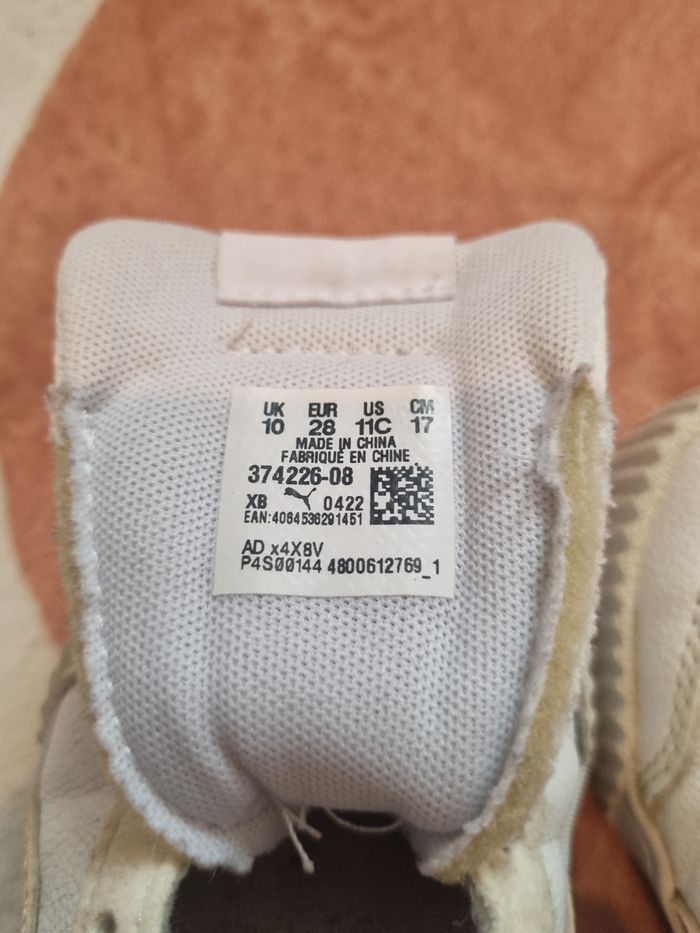 UK EUR US CM
10 28 11C 17
MADE IN CHINA
FABRIQUÉ EN CHINE
374226-08
XB 0422
EAN:4064536291451
AD x4X8V
P4S00144 4800612769_1